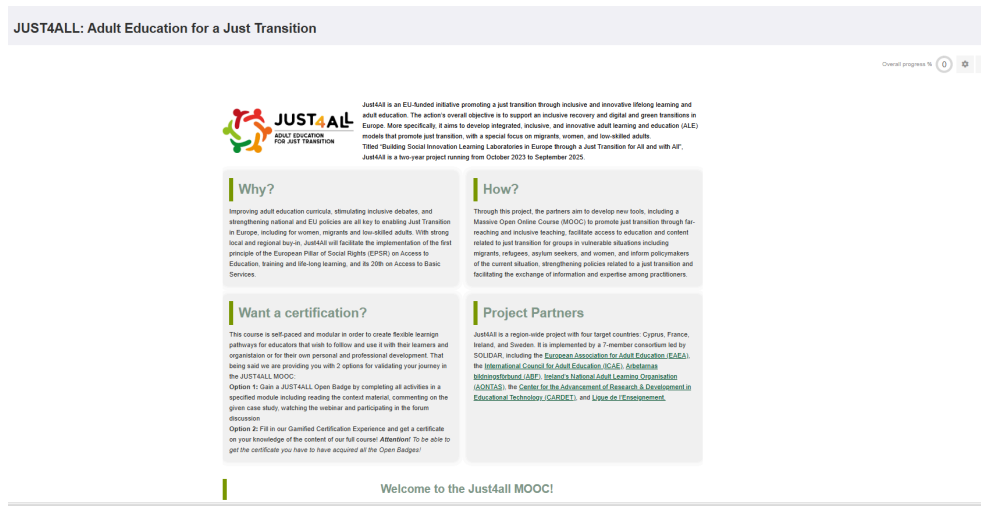 JUST4ALL: Adult Education for a Just Transition
Overall progress % 0
JUST4ALL
ADULT EDUCATION
FOR JUST TRANSITION
Just4All is an EU-funded initiative promoting a just transition through inclusive and innovative lifelong learning and
adult education. The action's overall objective is to support an inclusive recovery and digital and green transitions in
Europe. More specifically, it aims to develop integrated, inclusive, and innovative adult learning and education (ALE)
models that promote just transition, with a special focus on migrants, women, and low-skilled adults.
Titled “Building Social Innovation Learning Laboratories in Europe through a Just Transition for All and with All”,
Just4All is a two-year project running from October 2023 to September 2025.
Why?
Improving adult education curricula, stimulating inclusive debates, and
strengthening national and EU policies are all key to enabling Just Transition
in Europe, including for women, migrants and low-skilled adults. With strong
local and regional buy-in, Just4All will facilitate the implementation of the first
principle of the European Pillar of Social Rights (EPSR) on Access to
Education, training and life-long learning, and its 20th on Access to Basic
Services.
How?
Through this project, the partners aim to develop new tools, including a
Massive Open Online Course (MOOC) to promote just transition through far-
reaching and inclusive teaching, facilitate access to education and content
related to just transition for groups in vulnerable situations including
migrants, refugees, asylum seekers, and women, and inform policymakers
of the current situation, strengthening policies related to a just transition and
facilitating the exchange of information and expertise among practitioners.
Want a certification?
This course is self-paced and modular in order to create flexible learnign
pathways for educators that wish to follow and use it with their learners and
organistaion or for their own personal and professional development. That
being said we are providing you with 2 options for validating your journey in
the JUST4ALL MOOC:
Option 1: Gain a JUST4ALL Open Badge by completing all activities in a
specified module including reading the context material, commenting on the
given case study, watching the webinar and participating in the forum
discussion
Option 2: Fill in our Gamified Certification Experience and get a certificate
on your knowledge of the content of our full course! Attention! To be able to
get the certificate you have to have acquired all the Open Badges!
Project Partners
Just4All is a region-wide project with four target countries: Cyprus, France,
Ireland, and Sweden. It is implemented by a 7-member consortium led by
SOLIDAR, including the European Association for Adult Education (EAEA),
the International Council for Adult Education (ICAE), Arbetarnas
bildningsförbund (ABF), Ireland's National Adult Learning Organisation
(AONTAS), the Center for the Advancement of Research & Development in
Educational Technology (CARDET), and Ligue de l'Enseignement.
Welcome to the Just4all MOOC!